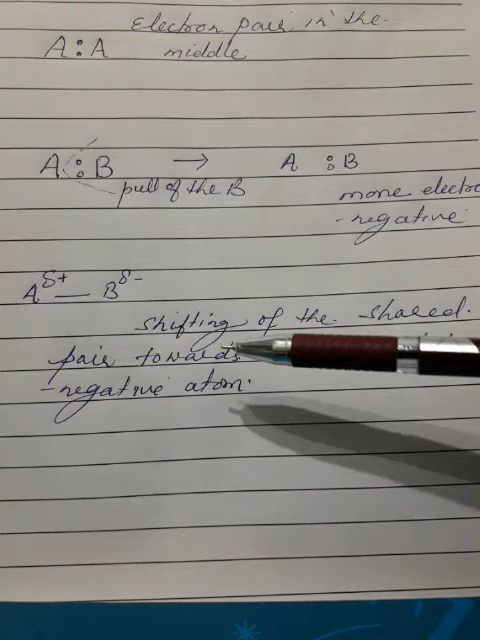 Electron pair in the
A:A middle
A:B → A :B
pull of the B
more electro
-negative
Aδ+ — Bδ-
shifting of the shared
pair towards
-negative atom.